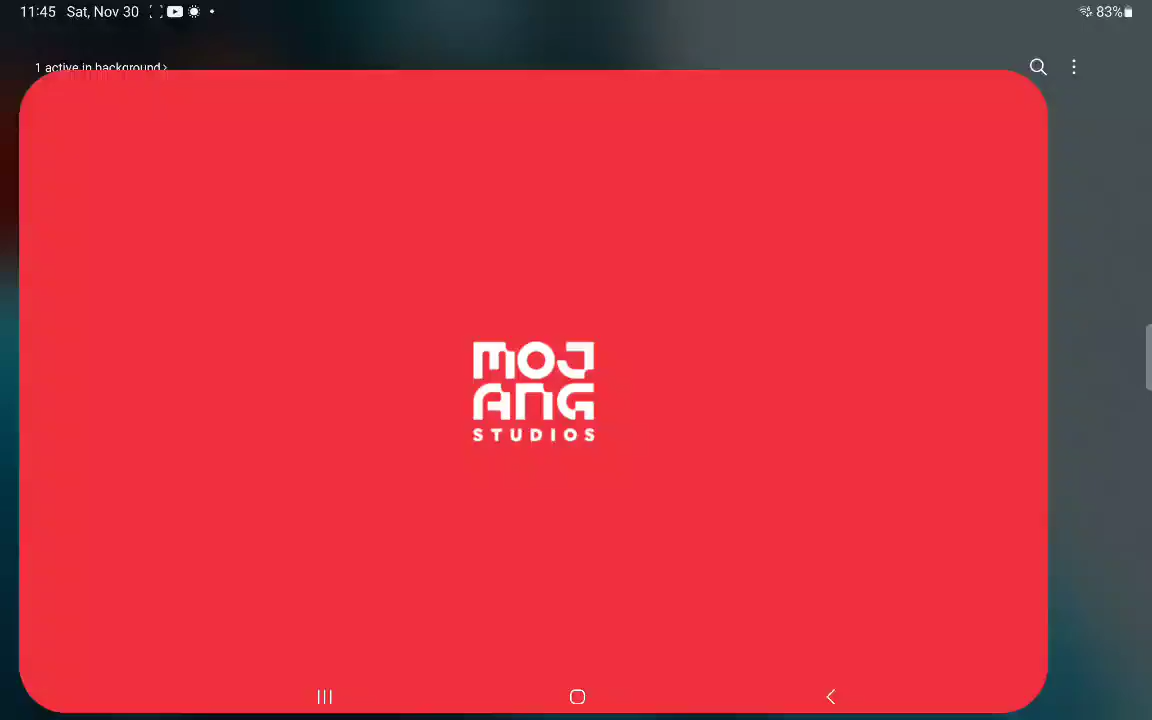 11:45 Sat, Nov 30 83%
1 active in background >
MOJ
ANG
STUDIOS